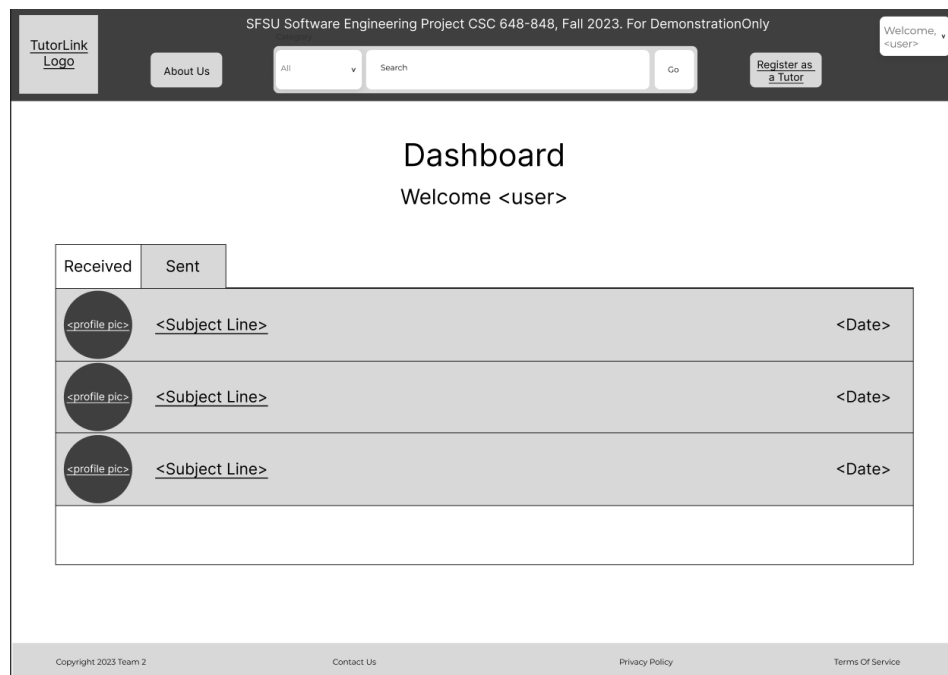 SFSU Software Engineering Project CSC 648-848, Fall 2023. For DemonstrationOnly
TutorLink
Logo
About Us
Category
All v
Search
Go
Register as
a Tutor
Welcome, v
<user>
Dashboard
Welcome <user>
Received Sent
<profile pic> <Subject Line> <Date>
<profile pic> <Subject Line> <Date>
<profile pic> <Subject Line> <Date>
Copyright 2023 Team 2 Contact Us Privacy Policy Terms Of Service